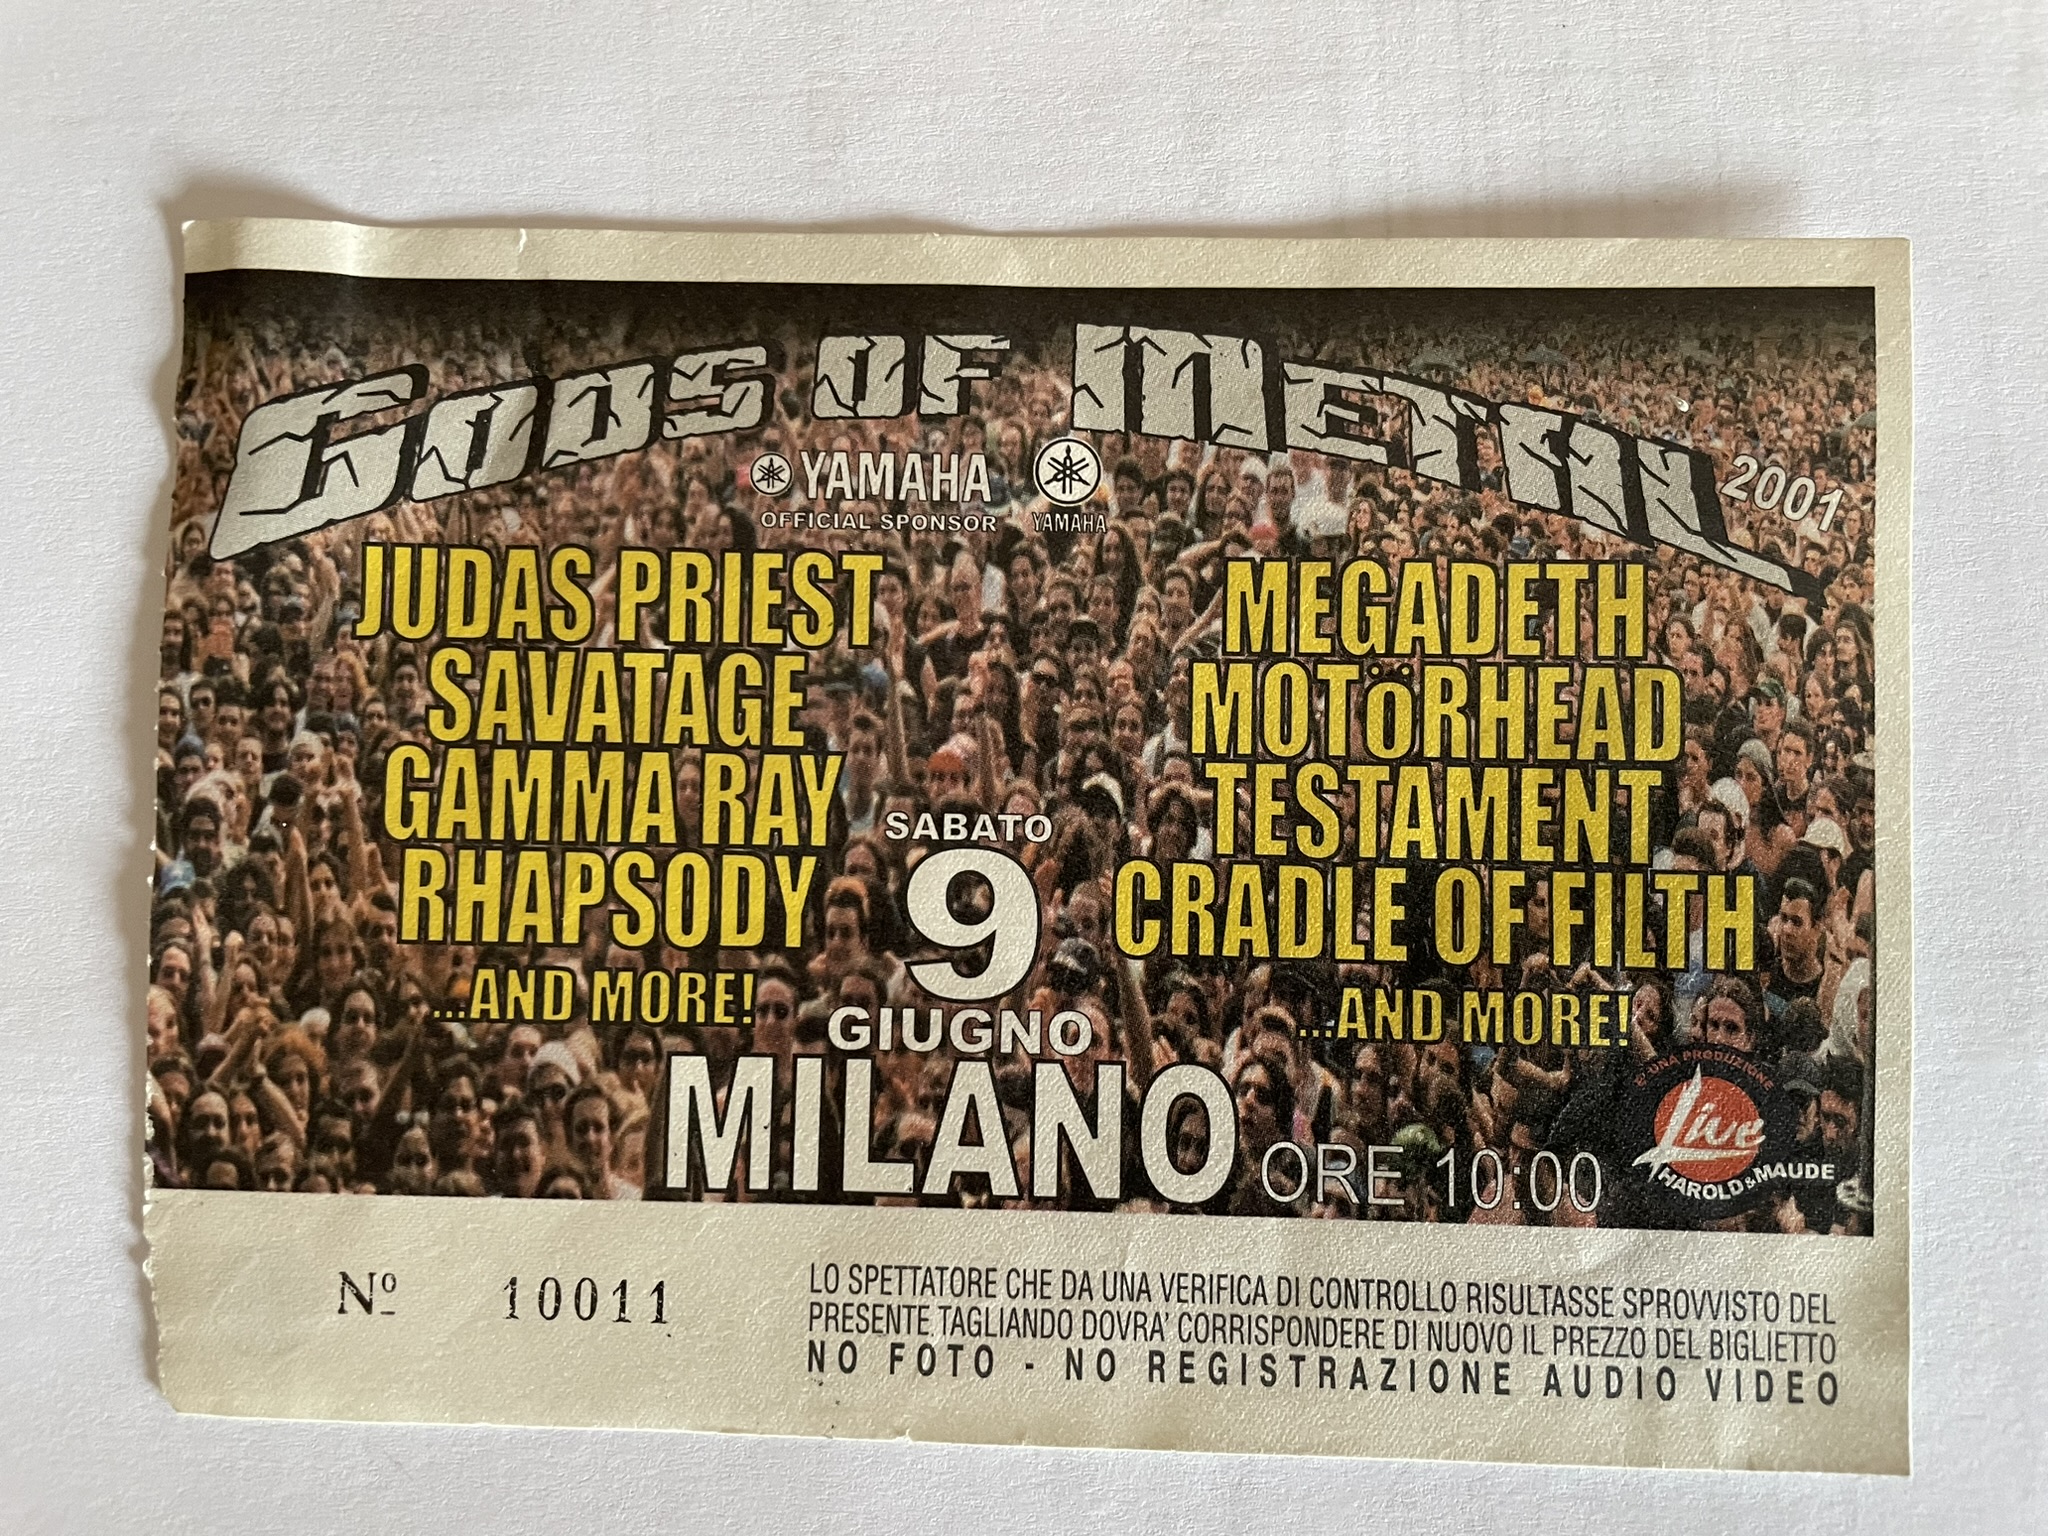 GODS OF METAL 2001
YAMAHA
OFFICIAL SPONSOR
YAMAHA
JUDAS PRIEST
SAVATAGE
GAMMA RAY
RHAPSODY
...AND MORE!
MEGADETH
MOTöRHEAD
TESTAMENT
CRADLE OF FILTH
...AND MORE!
SABATO
9
GIUGNO
MILANO ORE 10:00
E' UNA PRODUZIONE
Live
HAROLD & MAUDE
Nº 10011
LO SPETTATORE CHE DA UNA VERIFICA DI CONTROLLO RISULTASSE SPROVVISTO DEL
PRESENTE TAGLIANDO DOVRA' CORRISPONDERE DI NUOVO IL PREZZO DEL BIGLIETTO
NO FOTO - NO REGISTRAZIONE AUDIO VIDEO